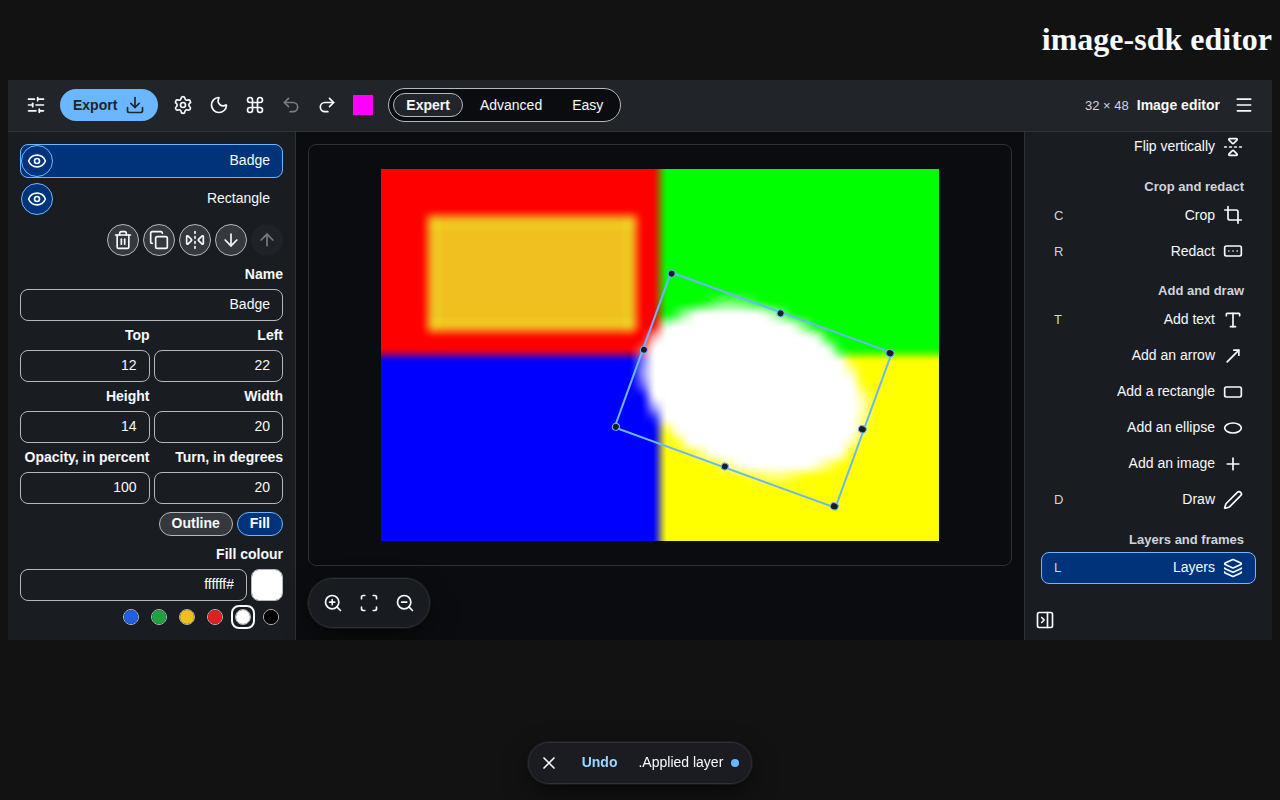 image-sdk editor
Export
Expert
Advanced
Easy
32 × 48
Image editor
Badge
Rectangle
Name
Badge
Top
Left
12
22
Height
Width
14
20
Opacity, in percent
Turn, in degrees
100
20
Outline
Fill
Fill colour
ffffff#
Flip vertically
Crop and redact
C
Crop
R
Redact
Add and draw
T
Add text
Add an arrow
Add a rectangle
Add an ellipse
Add an image
D
Draw
Layers and frames
L
Layers
Undo
.Applied layer